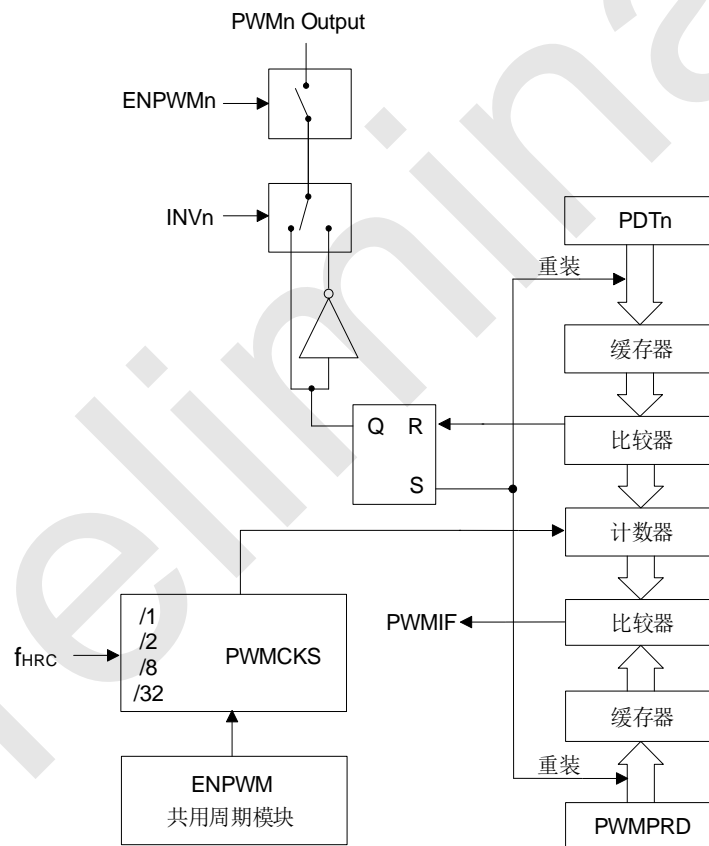 PWMn Output
ENPWMn
INVn
PDTn
重装
缓存器
Q R
比较器
S
计数器
/1
/2
/8
/32
fHRC
PWMCKS
PWMIF
比较器
缓存器
重装
ENPWM
共用周期模块
PWMPRD